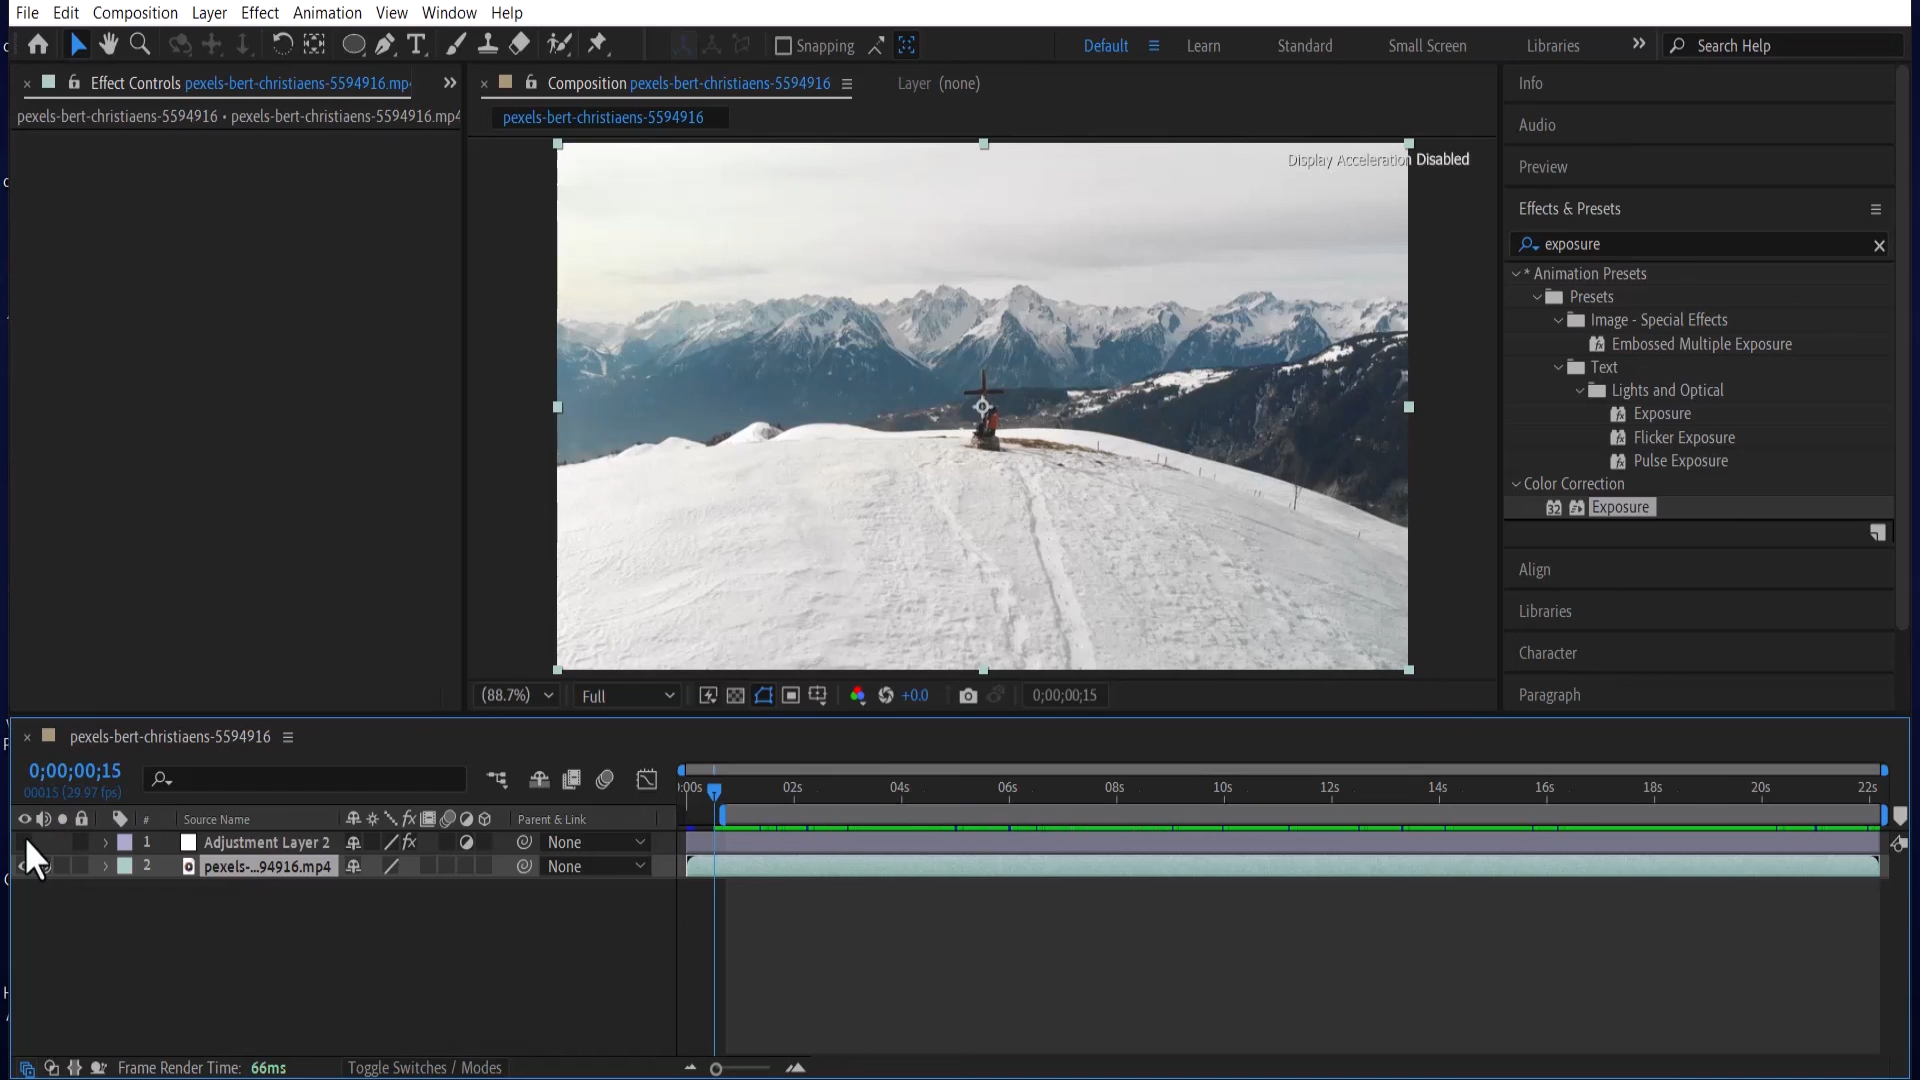 File Edit Composition Layer Effect Animation View Window Help
Snapping
Default Learn Standard Small Screen Libraries
Search Help
Effect Controls pexels-bert-christiaens-5594916.mp
pexels-bert-christiaens-5594916 • pexels-bert-christiaens-5594916.mp4
Composition pexels-bert-christiaens-5594916
Layer (none)
pexels-bert-christiaens-5594916
Display Acceleration Disabled
(88.7%)
Full
+0.0
0;00;00;15
Info
Audio
Preview
Effects & Presets
exposure
* Animation Presets
Presets
Image - Special Effects
Embossed Multiple Exposure
Text
Lights and Optical
Exposure
Flicker Exposure
Pulse Exposure
Color Correction
32 Exposure
Align
Libraries
Character
Paragraph
pexels-bert-christiaens-5594916
0;00;00;15
00015 (29.97 fps)
:00s 02s 04s 06s 08s 10s 12s 14s 16s 18s 20s 22s
# Source Name fx Parent & Link
1 Adjustment Layer 2 fx None
2 pexels-...94916.mp4 None
Frame Render Time: 66ms
Toggle Switches / Modes